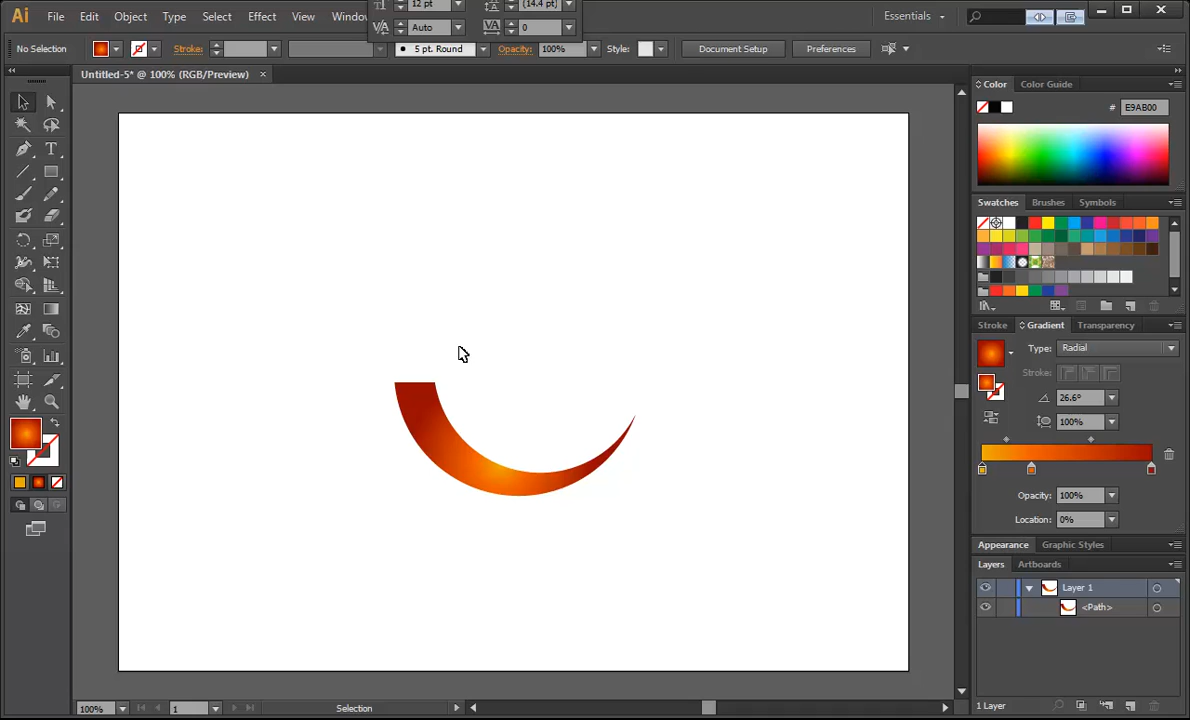 Ai File Edit Object Type Select Effect View Window
12 pt (14.4 pt)
Auto 0
Essentials
No Selection Stroke: 5 pt. Round Opacity: 100% Style: Document Setup Preferences
Untitled-5* @ 100% (RGB/Preview)
Color Color Guide
# E9AB00
Swatches Brushes Symbols
Stroke Gradient Transparency
Type: Radial
Stroke:
26.6°
100%
Opacity: 100%
Location: 0%
Appearance Graphic Styles
Layers Artboards
Layer 1
<Path>
100% 1 Selection 1 Layer